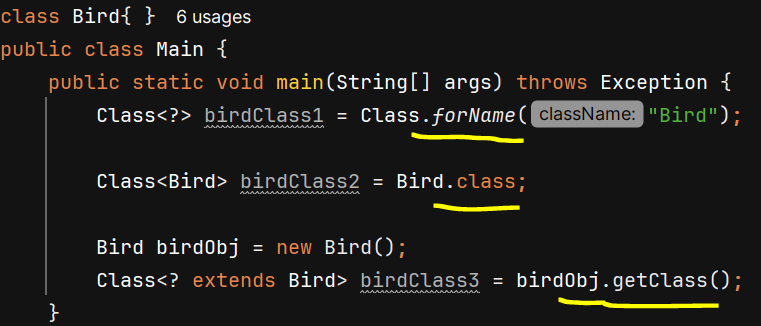 class Bird{ } 6 usages
public class Main {
public static void main(String[] args) throws Exception {
Class<?> birdClass1 = Class.forName( className: "Bird");
Class<Bird> birdClass2 = Bird.class;
Bird birdObj = new Bird();
Class<? extends Bird> birdClass3 = birdObj.getClass();
}